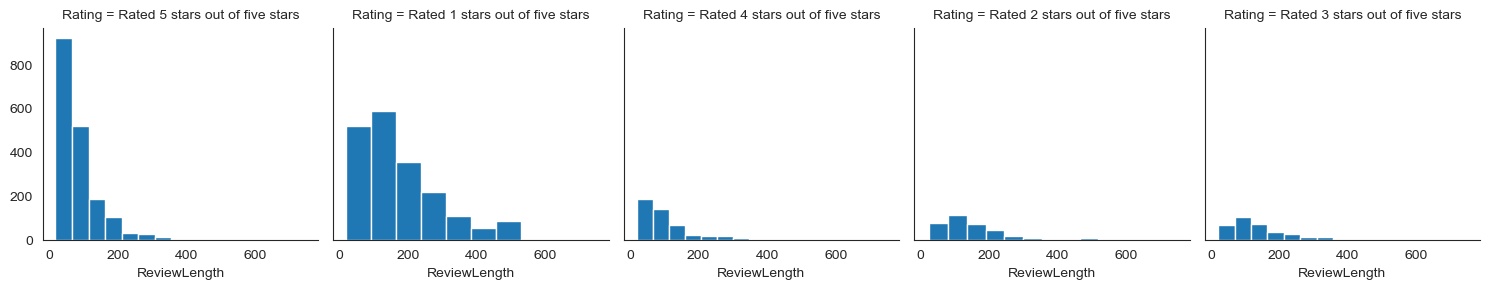 Rating = Rated 5 stars out of five stars
Rating = Rated 1 stars out of five stars
Rating = Rated 4 stars out of five stars
Rating = Rated 2 stars out of five stars
Rating = Rated 3 stars out of five stars
800
600
400
200
0
0 200 400 600
0 200 400 600
0 200 400 600
0 200 400 600
0 200 400 600
ReviewLength
ReviewLength
ReviewLength
ReviewLength
ReviewLength